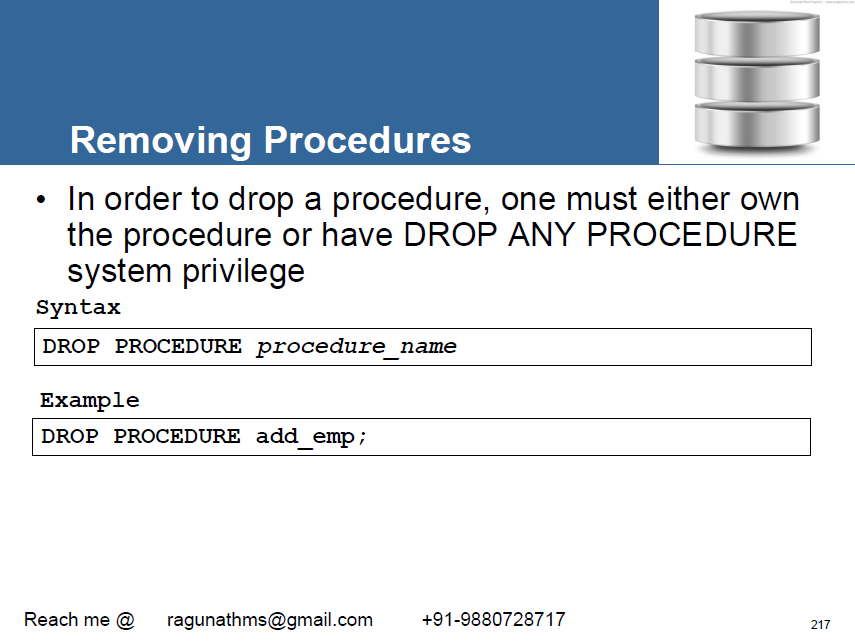 Removing Procedures
• In order to drop a procedure, one must either own
the procedure or have DROP ANY PROCEDURE
system privilege
Syntax
DROP PROCEDURE procedure_name
Example
DROP PROCEDURE add_emp;
Reach me @ ragunathms@gmail.com +91-9880728717
217